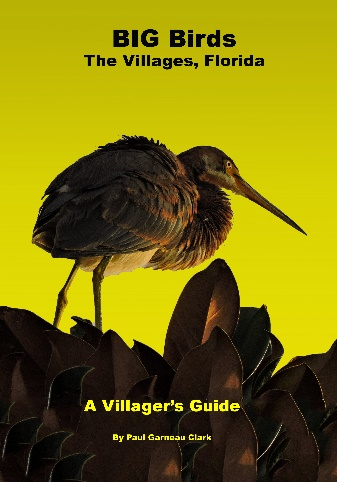 BIG Birds
The Villages, Florida
A Villager's Guide
By Paul Garneau Clark